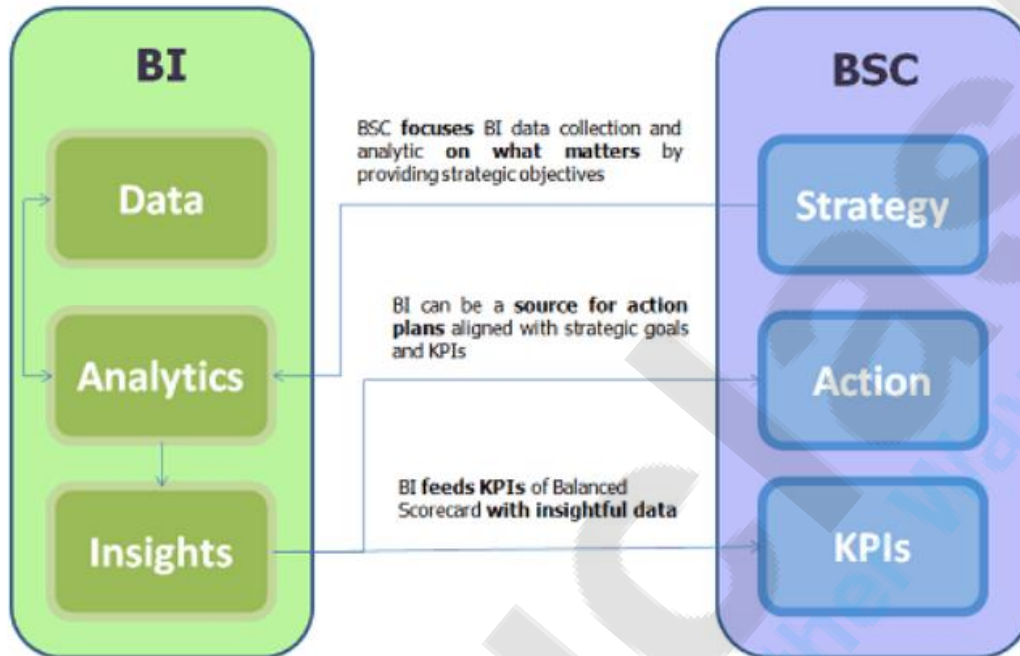 BI
Data
Analytics
Insights
BSC focuses BI data collection and
analytic on what matters by
providing strategic objectives
BI can be a source for action
plans aligned with strategic goals
and KPIs
BI feeds KPIs of Balanced
Scorecard with insightful data
BSC
Strategy
Action
KPIs